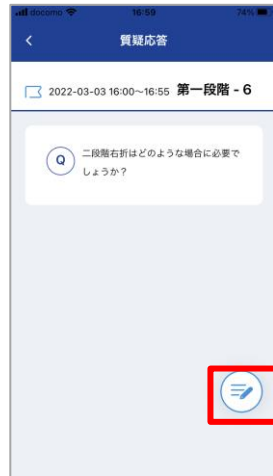 docomo 16:59 74%
質疑応答
2022-03-03 16:00~16:55 第一段階 - 6
Q 二段階右折はどのような場合に必要で
しょうか？